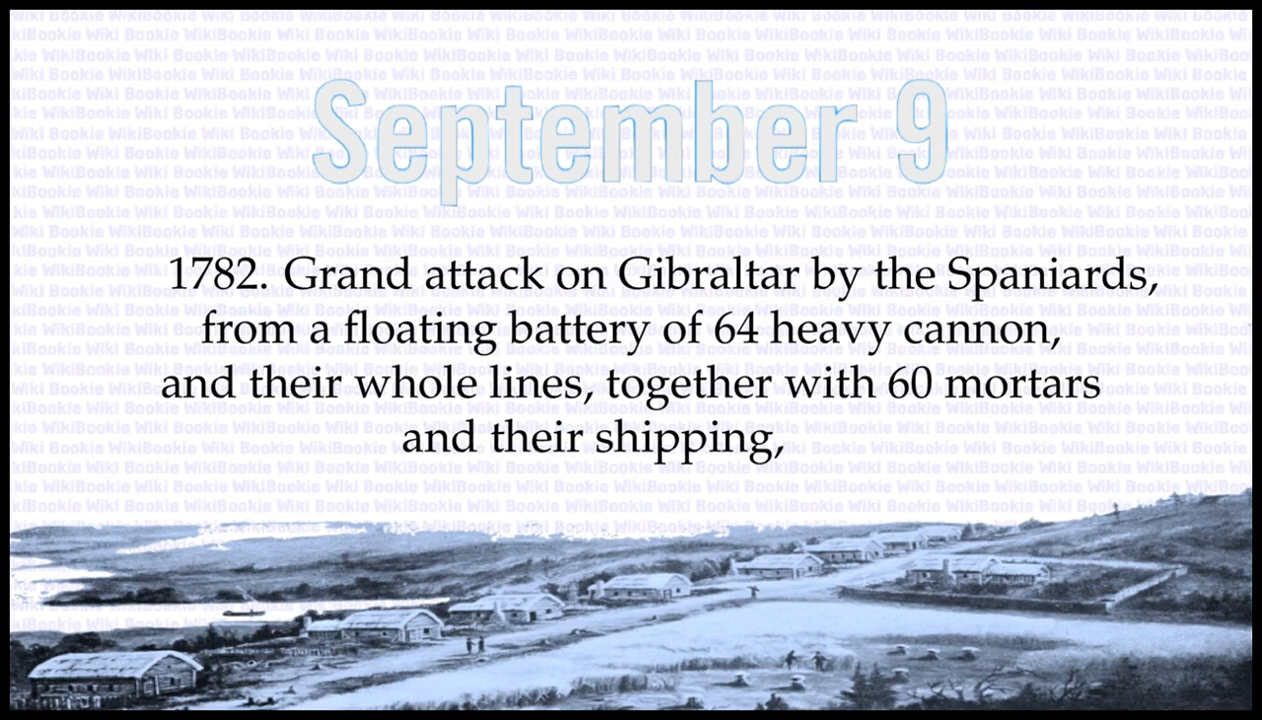 September 9
1782. Grand attack on Gibraltar by the Spaniards,
from a floating battery of 64 heavy cannon,
and their whole lines, together with 60 mortars
and their shipping,